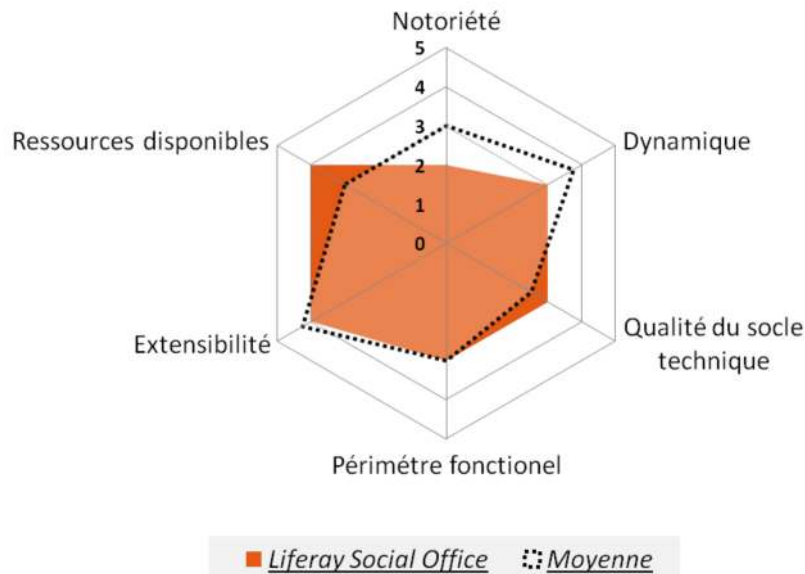 Notoriété
5
4
3
2
1
0
Ressources disponibles
Dynamique
Extensibilité
Qualité du socle
technique
Périmétre fonctionel
Liferay Social Office Moyenne